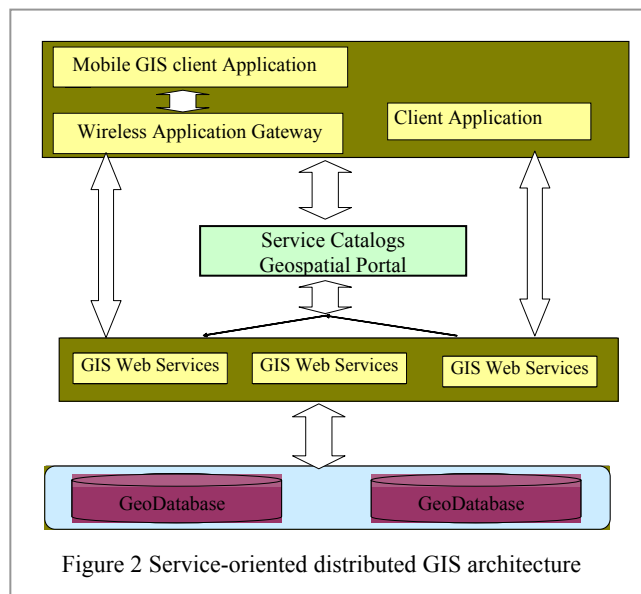 Mobile GIS client Application
Wireless Application Gateway
Client Application
Service Catalogs
Geospatial Portal
GIS Web Services
GIS Web Services
GIS Web Services
GeoDatabase
GeoDatabase
Figure 2 Service-oriented distributed GIS architecture